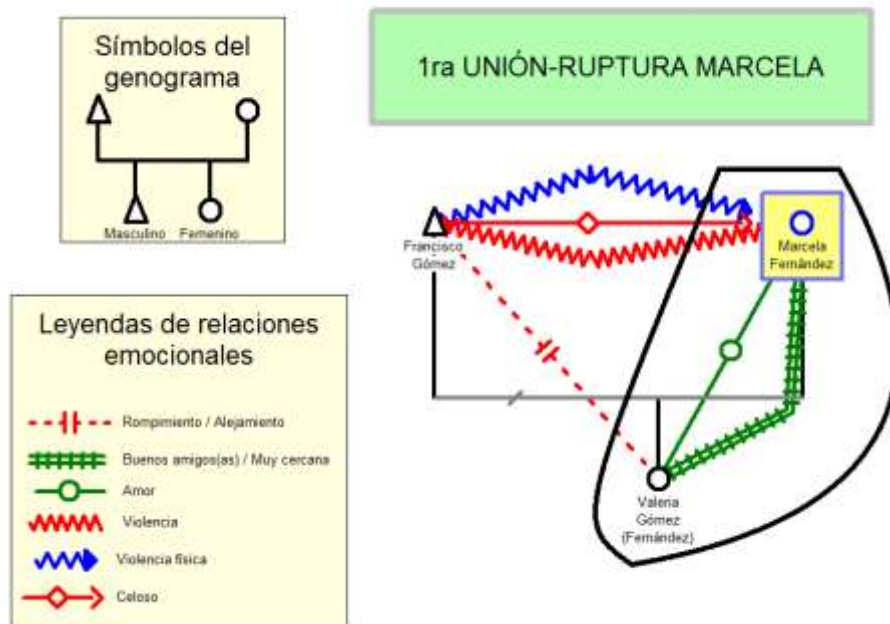 Símbolos del
genograma
Masculino Femenino
1ra UNIÓN-RUPTURA MARCELA
Francisco
Gómez
Marcela
Fernández
Valeria
Gómez
(Fernández)
Leyendas de relaciones
emocionales
Rompimiento / Alejamiento
Buenos amigos(as) / Muy cercana
Amor
Violencia
Violencia física
Celoso